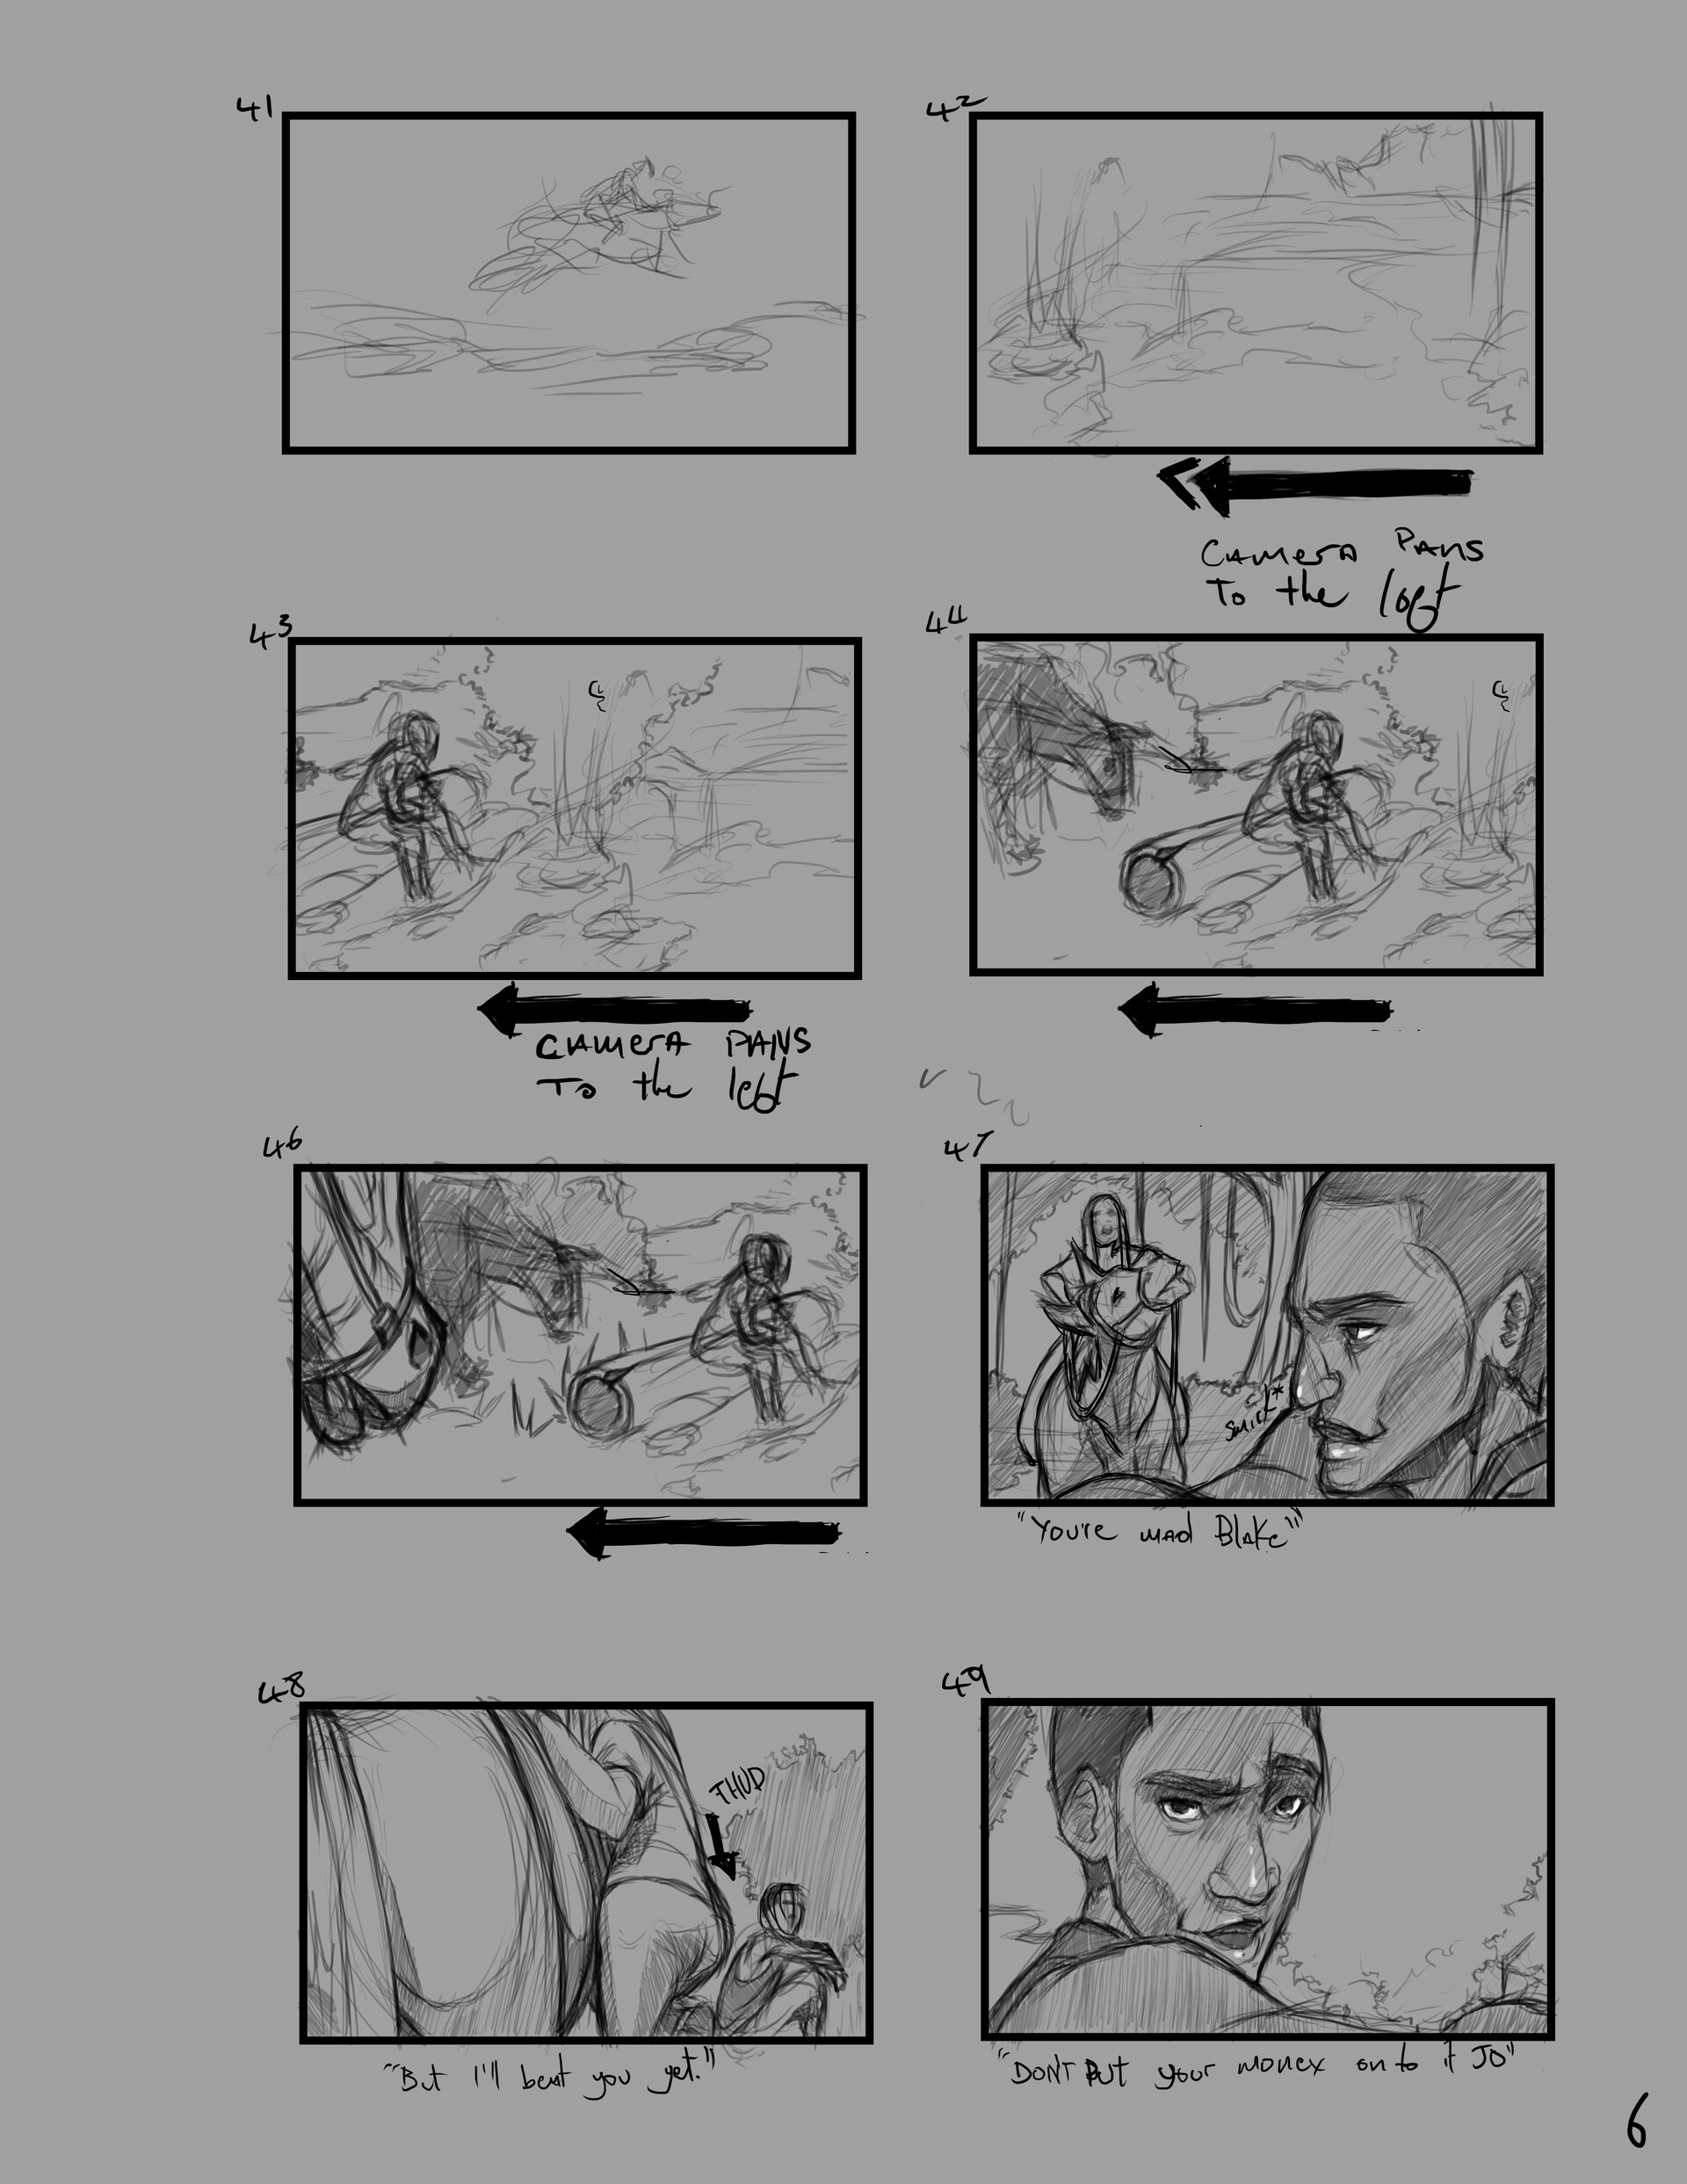 41
42
CAMERA PANS
To the left
43
44
CAMERA PANS
To the left
46
47
SMIRK*
"You're mad Blake"
48
THUD
"But I'll beat you yet."
49
"DON'T PUT your money on to it JO"
6